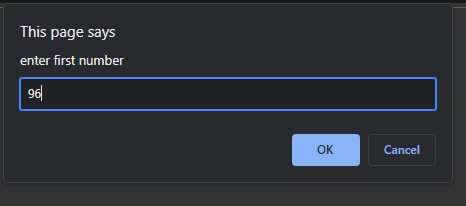 This page says
enter first number
96
OK Cancel